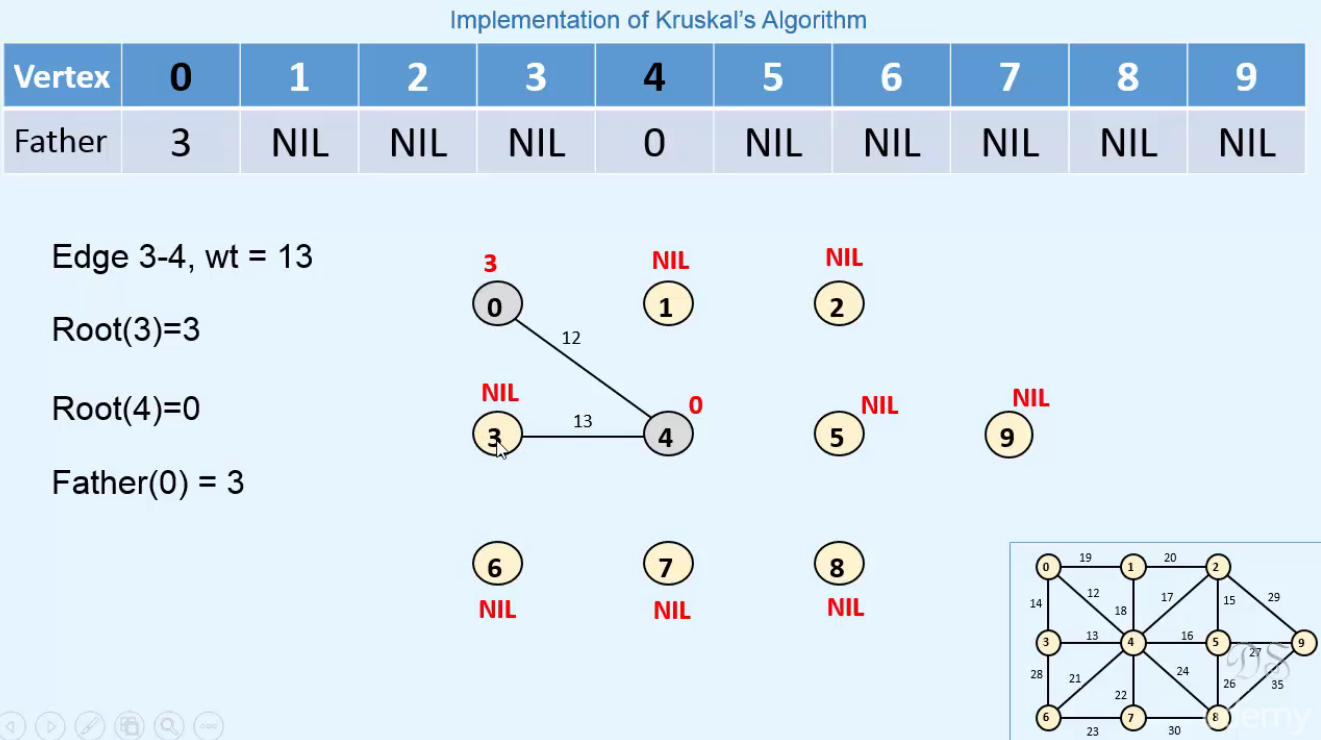 Implementation of Kruskal's Algorithm
Vertex 0 1 2 3 4 5 6 7 8 9
Father 3 NIL NIL NIL 0 NIL NIL NIL NIL NIL
Edge 3-4, wt = 13
Root(3)=3
Root(4)=0
Father(0) = 3
3 NIL NIL
0 1 2
12
NIL 0 NIL NIL
13
3 4 5 9
6 7 8
NIL NIL NIL
19 20
0 1 2
14 12 18 17 15 29
13 16
3 4 5 9
27
28 21 22 24 26 35
6 7 8
23 30
DS